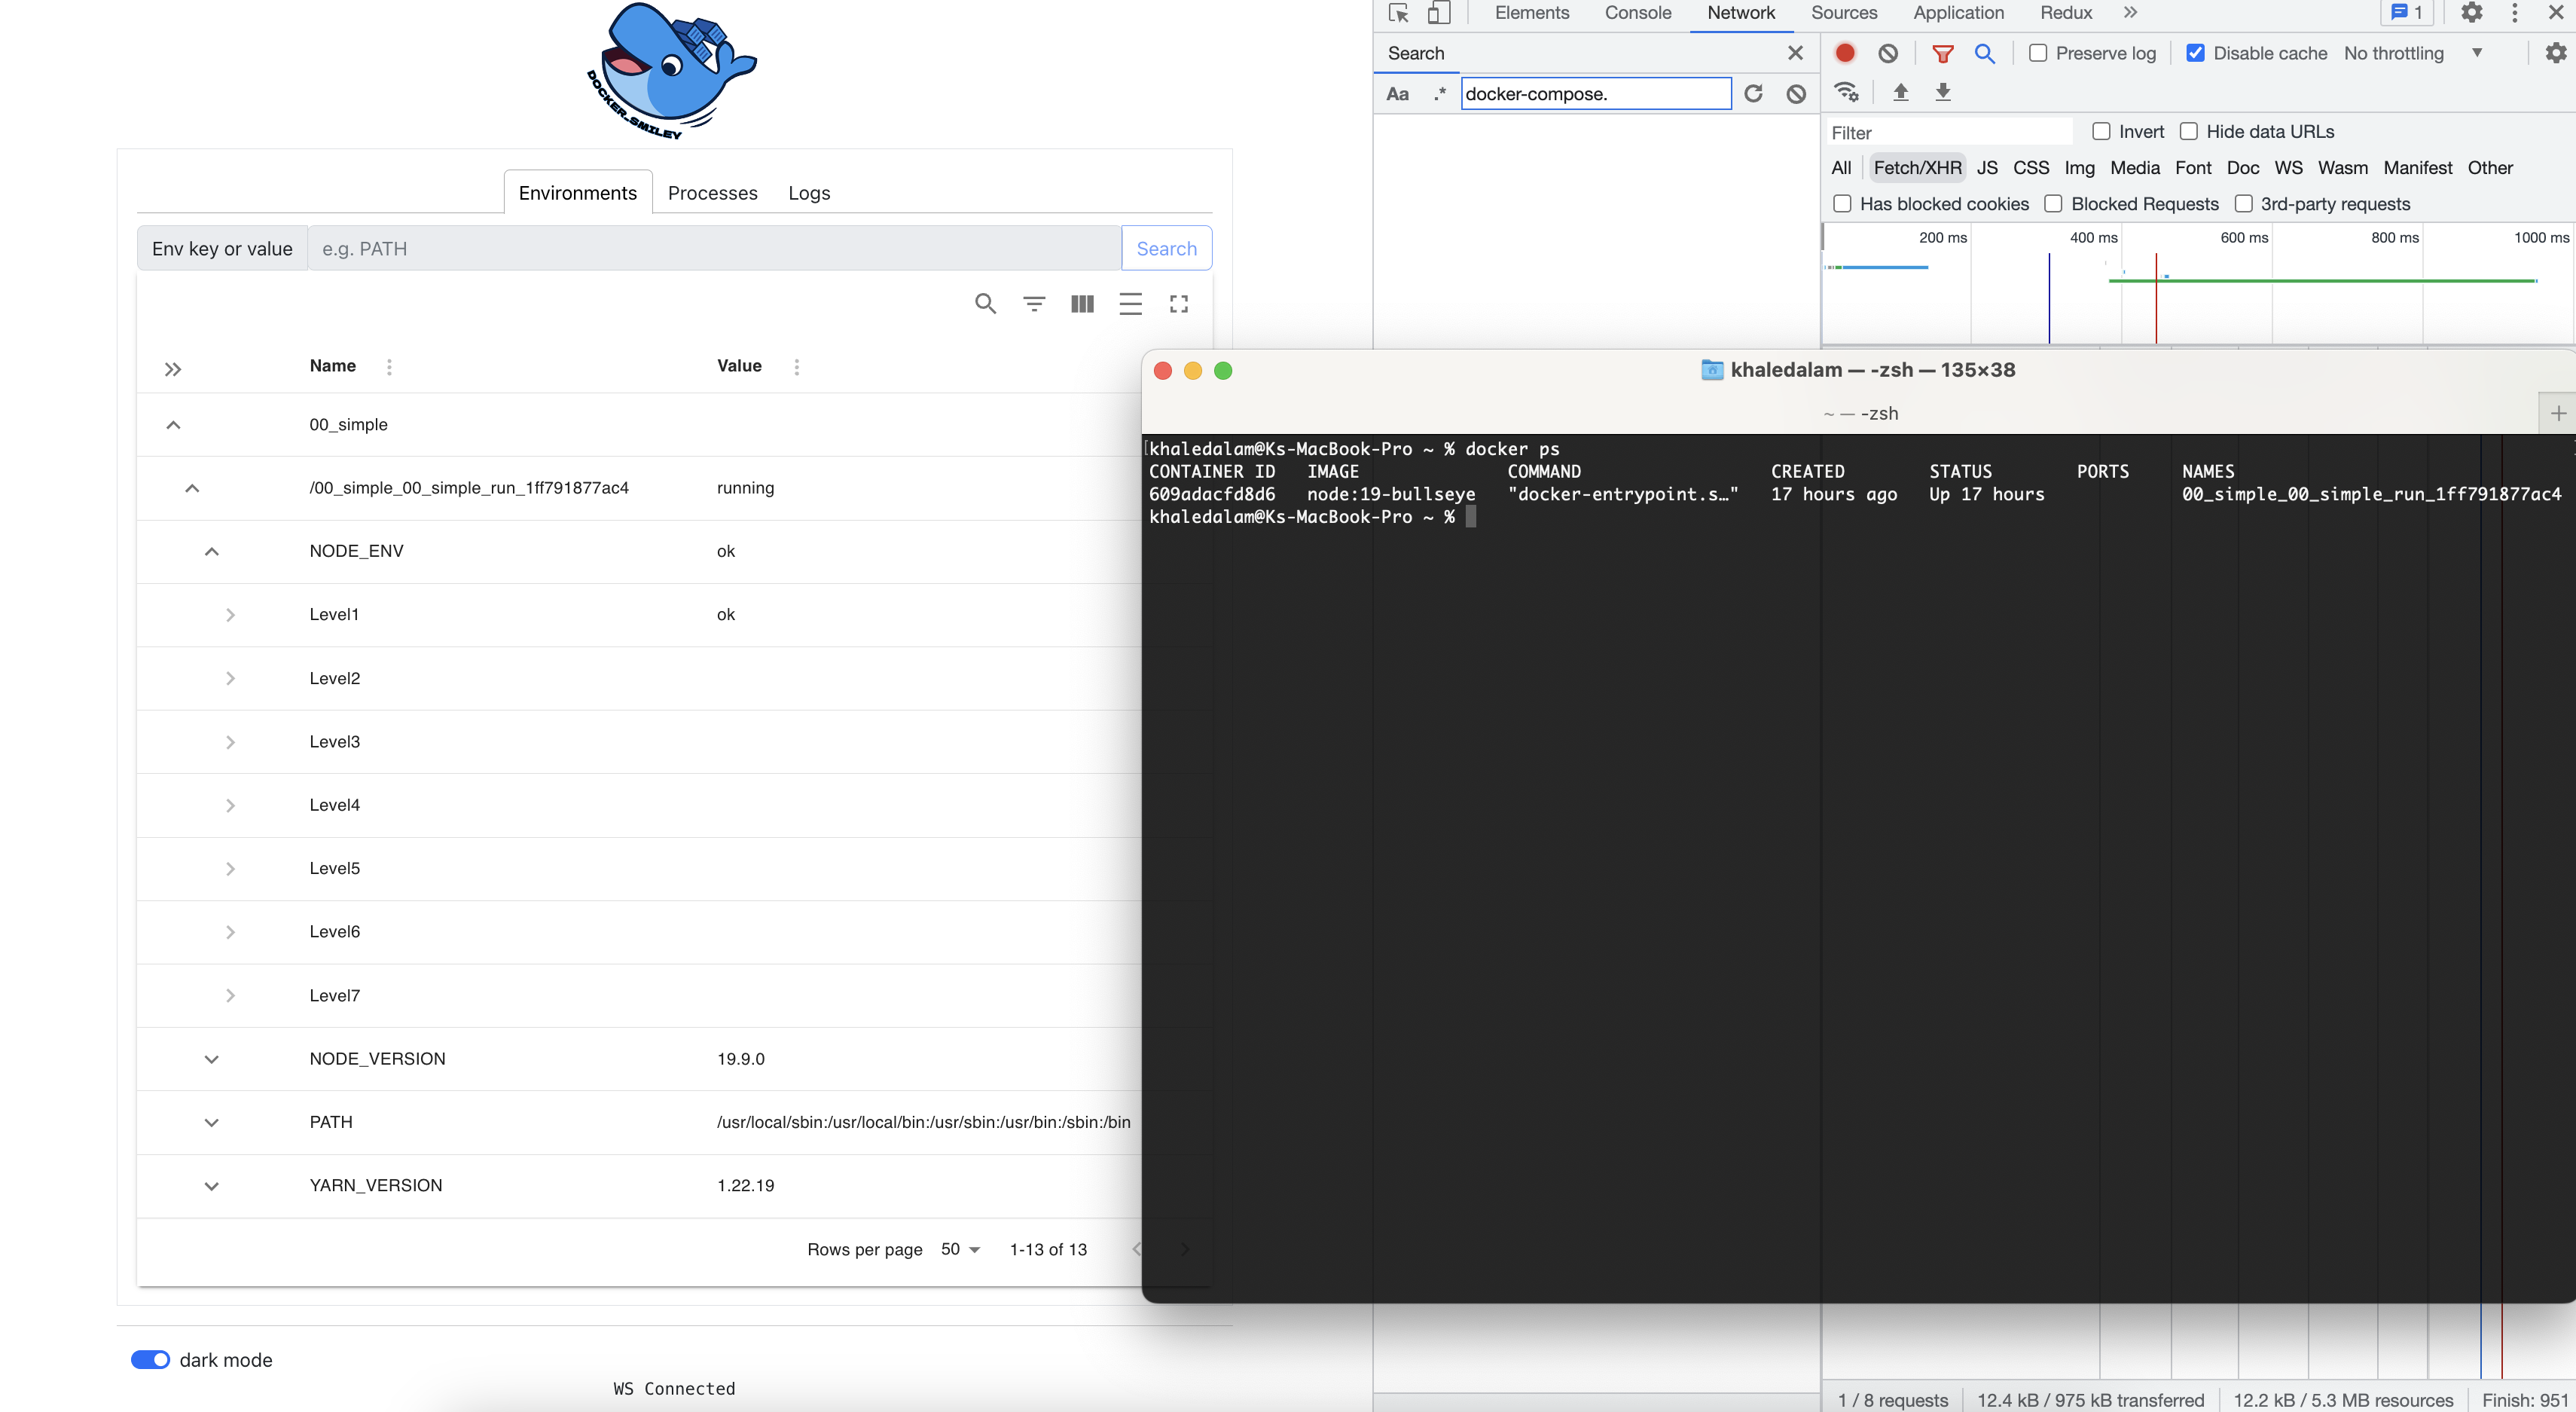 DOCKER_SMILEY
Environments Processes Logs
Env key or value e.g. PATH Search
Name Value
00_simple
/00_simple_00_simple_run_1ff791877ac4 running
NODE_ENV ok
Level1 ok
Level2
Level3
Level4
Level5
Level6
Level7
NODE_VERSION 19.9.0
PATH /usr/local/sbin:/usr/local/bin:/usr/sbin:/usr/bin:/sbin:/bin
YARN_VERSION 1.22.19
Rows per page 50 1-13 of 13
dark mode
WS Connected
Elements Console Network Sources Application Redux 1
Search
Aa .* docker-compose.
Preserve log Disable cache No throttling
Filter Invert Hide data URLs
All Fetch/XHR JS CSS Img Media Font Doc WS Wasm Manifest Other
Has blocked cookies Blocked Requests 3rd-party requests
200 ms 400 ms 600 ms 800 ms 1000 ms
khaledalam — -zsh — 135×38
~ — -zsh
khaledalam@Ks-MacBook-Pro ~ % docker ps
CONTAINER ID IMAGE COMMAND CREATED STATUS PORTS NAMES
609adacfd8d6 node:19-bullseye "docker-entrypoint.s…" 17 hours ago Up 17 hours 00_simple_00_simple_run_1ff791877ac4
khaledalam@Ks-MacBook-Pro ~ %
1 / 8 requests 12.4 kB / 975 kB transferred 12.2 kB / 5.3 MB resources Finish: 951